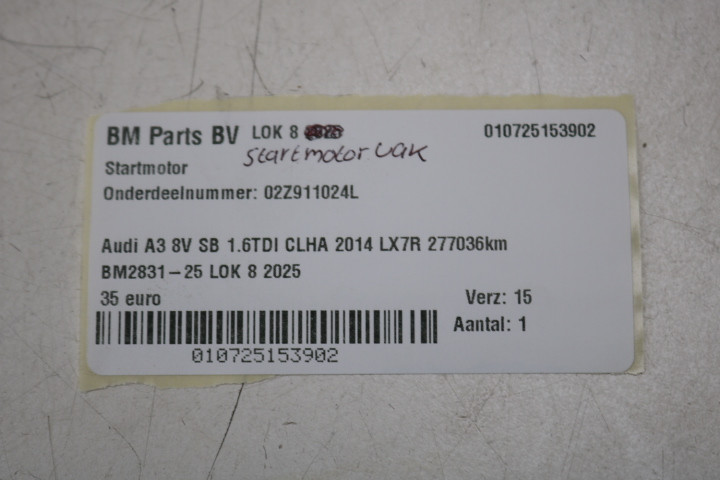 BM Parts BV LOK 8 010725153902
Startmotor vak
Startmotor
Onderdeelnummer: 02Z911024L
Audi A3 8V SB 1.6TDI CLHA 2014 LX7R 277036km
BM2831-25 LOK 8 2025
35 euro Verz: 15
Aantal: 1
010725153902